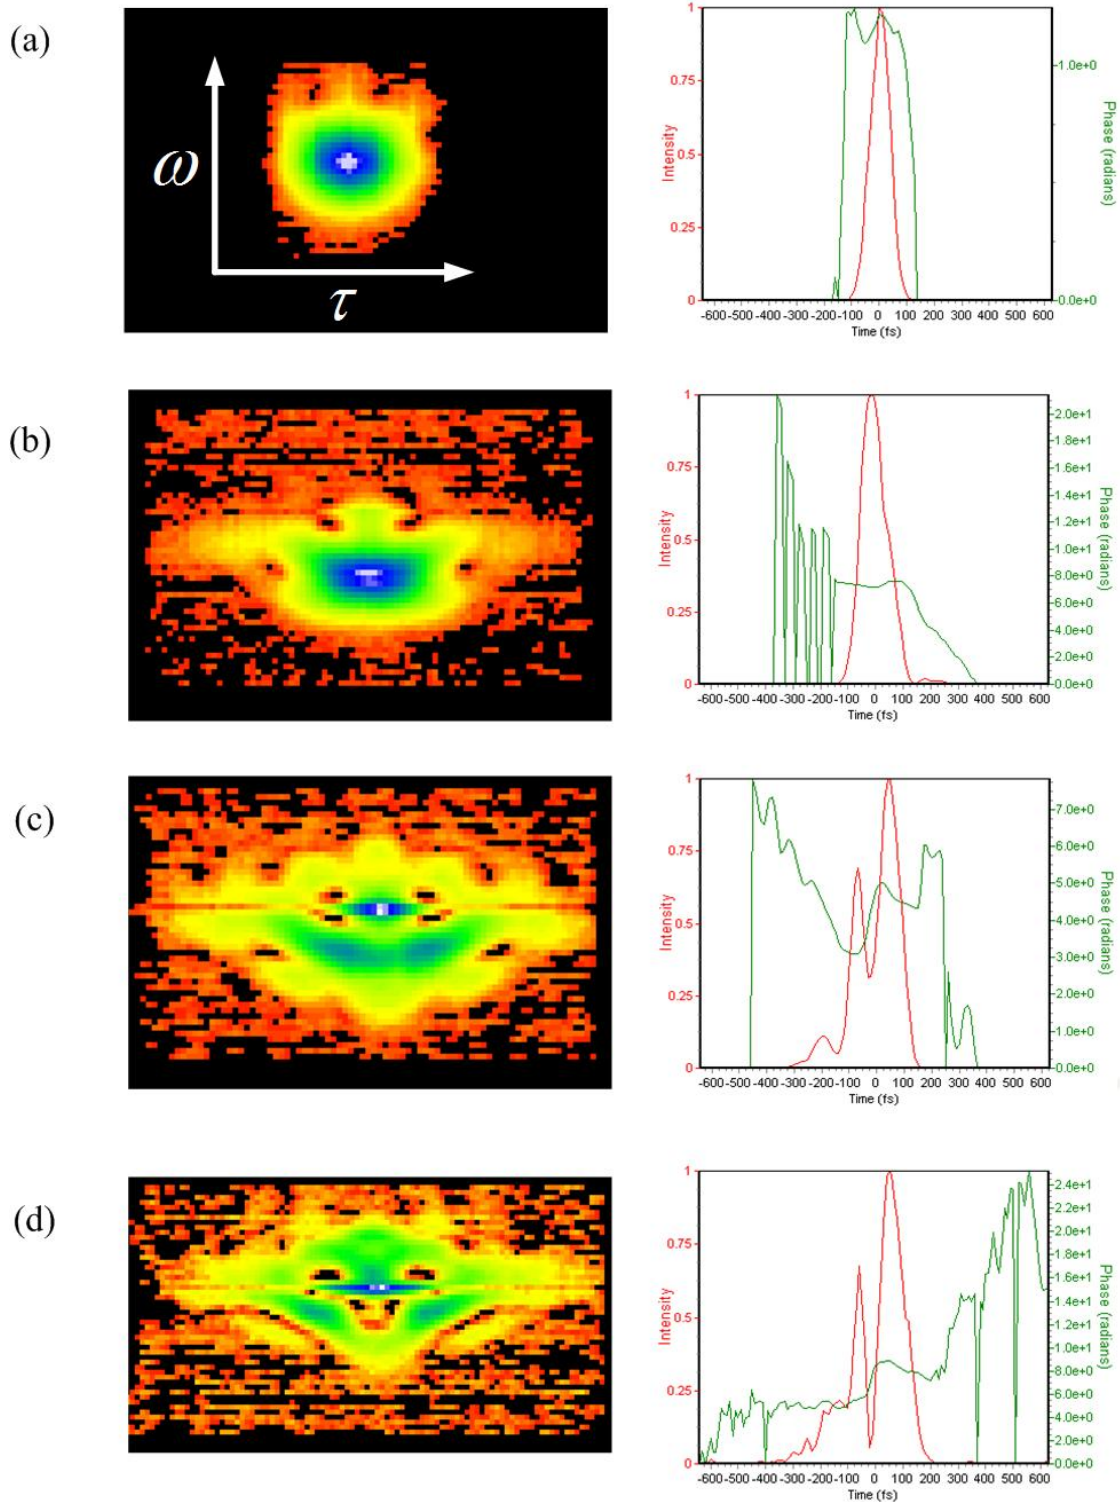 (a)
ω
τ
1
0.75
0.5
0.25
0
Intensity
1.0e+0
0.0e+0
Phase (radians)
-600 -500 -400 -300 -200 -100 0 100 200 300 400 500 600
Time (fs)
(b)
1
0.75
0.5
0.25
0
Intensity
2.0e+1
1.8e+1
1.6e+1
1.4e+1
1.2e+1
1.0e+1
8.0e+0
6.0e+0
4.0e+0
2.0e+0
0.0e+0
Phase (radians)
-600 -500 -400 -300 -200 -100 0 100 200 300 400 500 600
Time (fs)
(c)
1
0.75
0.5
0.25
0
Intensity
7.0e+0
6.0e+0
5.0e+0
4.0e+0
3.0e+0
2.0e+0
1.0e+0
0.0e+0
Phase (radians)
-600 -500 -400 -300 -200 -100 0 100 200 300 400 500 600
Time (fs)
(d)
1
0.75
0.5
0.25
0
Intensity
2.4e+1
2.2e+1
2.0e+1
1.8e+1
1.6e+1
1.4e+1
1.2e+1
1.0e+1
8.0e+0
6.0e+0
4.0e+0
2.0e+0
0.0e+0
Phase (radians)
-600 -500 -400 -300 -200 -100 0 100 200 300 400 500 600
Time (fs)